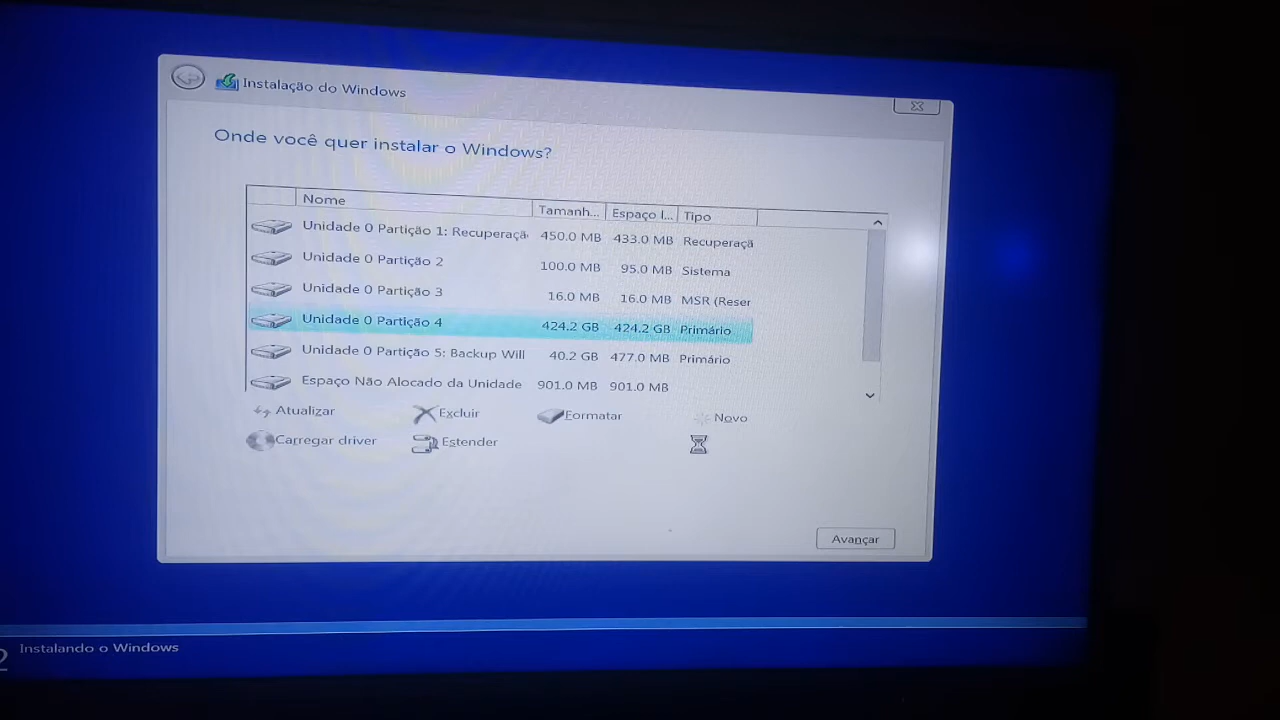 Instalação do Windows
Onde você quer instalar o Windows?
Nome Tamanh... Espaço l... Tipo
Unidade 0 Partição 1: Recuperaçã 450.0 MB 433.0 MB Recuperaçã
Unidade 0 Partição 2 100.0 MB 95.0 MB Sistema
Unidade 0 Partição 3 16.0 MB 16.0 MB MSR (Reser
Unidade 0 Partição 4 424.2 GB 424.2 GB Primário
Unidade 0 Partição 5: Backup Will 40.2 GB 477.0 MB Primário
Espaço Não Alocado da Unidade 901.0 MB 901.0 MB
Atualizar Excluir Formatar Novo
Carregar driver Estender
Avançar
2 Instalando o Windows